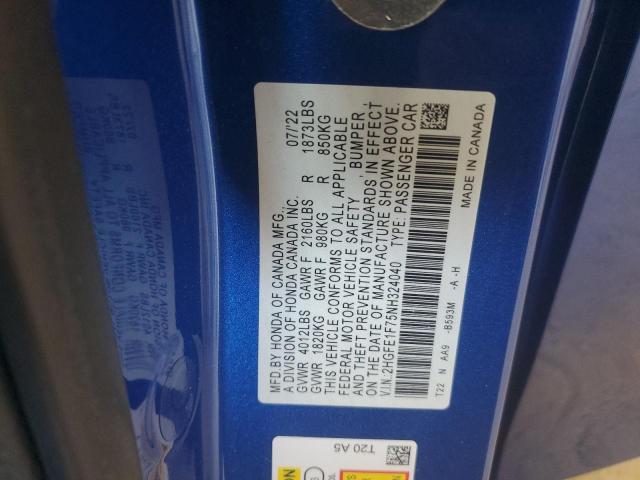 MFD.BY HONDA OF CANADA MFG.,
A DIVISION OF HONDA CANADA INC. 07/'22
GVWR 4012LBS GAWR F 2160LBS R 1873LBS
GVWR 1820KG GAWR F 980KG R 850KG
THIS VEHICLE CONFORMS TO ALL APPLICABLE
FEDERAL MOTOR VEHICLE SAFETY, BUMPER,
AND THEFT PREVENTION STANDARDS IN EFFECT
ON THE DATE OF MANUFACTURE SHOWN ABOVE.
V.I.N:2HGFE1F75NH324040 TYPE: PASSENGER CAR
T22 N AA9 -B593M -A -H MADE IN CANADA
T20 A5